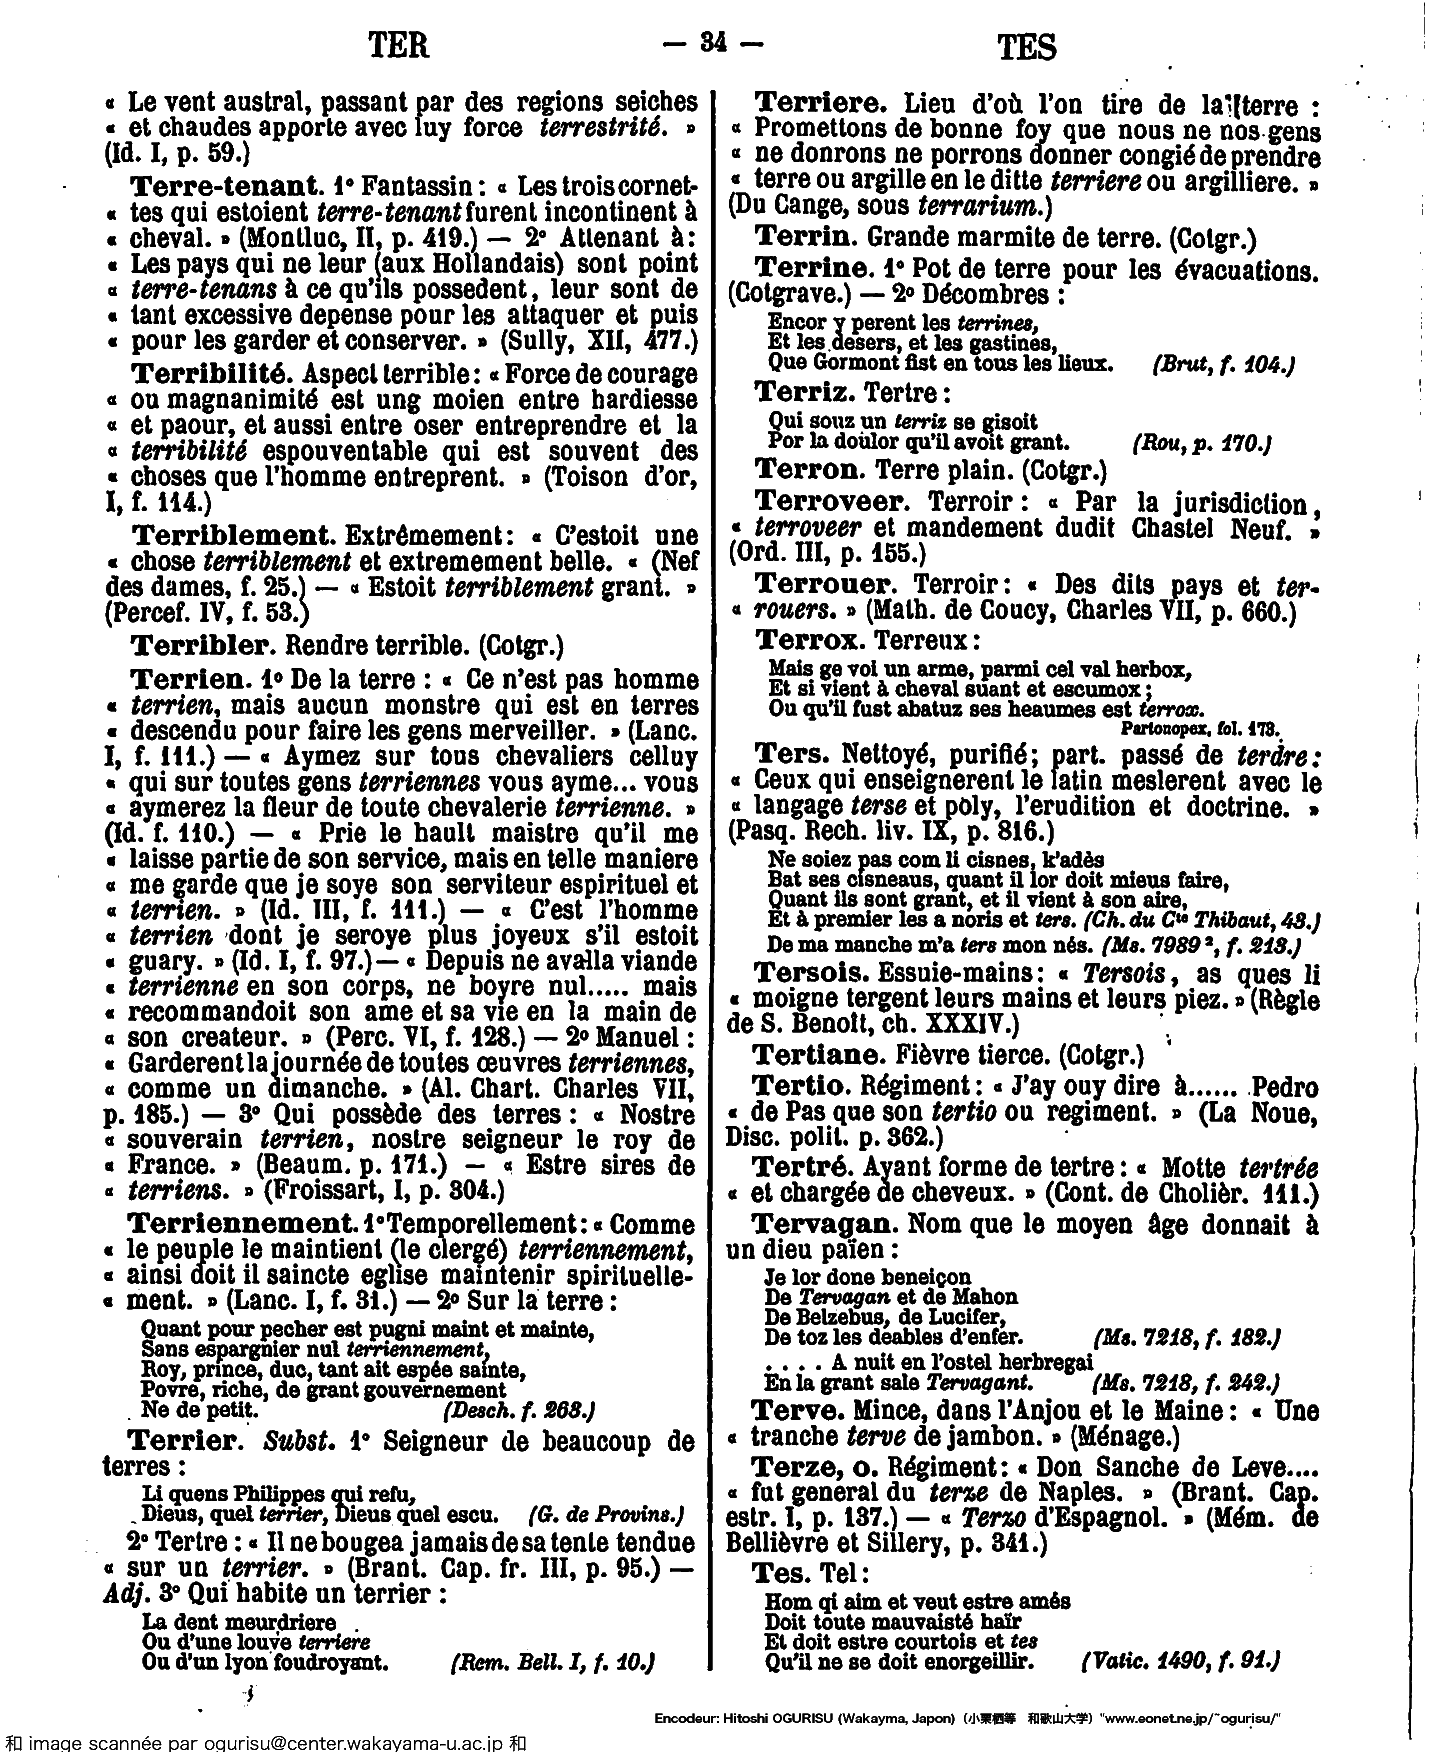 TER — 34 — TES
« Le vent austral, passant par des regions seiches
« et chaudes apporte avec luy force terrestrité. »
(Id. I, p. 59.)
Terre-tenant. 1° Fantassin : « Les trois cornet-
« tes qui estoient terre-tenant furent incontinent à
« cheval. » (Montluc, II, p. 419.) — 2° Attenant à :
« Les pays qui ne leur (aux Hollandais) sont point
« terre-tenans à ce qu'ils possedent, leur sont de
« tant excessive depense pour les attaquer et puis
« pour les garder et conserver. » (Sully, XII, 477.)
Terribilité. Aspect terrible : « Force de courage
« ou magnanimité est ung moien entre hardiesse
« et paour, et aussi entre oser entreprendre et la
« terribilité espouventable qui est souvent des
« choses que l'homme entreprent. » (Toison d'or,
I, f. 114.)
Terriblement. Extrêmement : « C'estoit une
« chose terriblement et extremement belle. « (Nef
des dames, f. 25.) — « Estoit terriblement grant. »
(Percef. IV, f. 53.)
Terribler. Rendre terrible. (Cotgr.)
Terrien. 1° De la terre : « Ce n'est pas homme
« terrien, mais aucun monstre qui est en terres
« descendu pour faire les gens merveiller. » (Lanc.
I, f. 111.) — « Aymez sur tous chevaliers celluy
« qui sur toutes gens terriennes vous ayme... vous
« aymerez la fleur de toute chevalerie terrienne. »
(Id. f. 110.) — « Prie le hault maistre qu'il me
« laisse partie de son service, mais en telle maniere
« me garde que je soye son serviteur espirituel et
« terrien. » (Id. III, f. 111.) — « C'est l'homme
« terrien dont je seroye plus joyeux s'il estoit
« guary. » (Id. I, f. 97.) — « Depuis ne avalla viande
« terrienne en son corps, ne boyre nul..... mais
« recommandoit son ame et sa vie en la main de
« son createur. » (Perc. VI, f. 128.) — 2° Manuel :
« Garderent la journée de toutes œuvres terriennes,
« comme un dimanche. » (Al. Chart. Charles VII,
p. 185.) — 3° Qui possède des terres : « Nostre
« souverain terrien, nostre seigneur le roy de
« France. » (Beaum. p. 171.) — « Estre sires de
« terriens. » (Froissart, I, p. 304.)
Terriennement. 1° Temporellement : « Comme
« le peuple le maintient (le clergé) terriennement,
« ainsi doit il saincte eglise maintenir spirituelle-
« ment. » (Lanc. I, f. 31.) — 2° Sur la terre :
Quant pour pecher est pugni maint et mainte,
Sans espargnier nul terriennement,
Roy, prince, duc, tant ait espée sainte,
Povre, riche, de grant gouvernement
Ne de petit. (Desch. f. 268.)
Terrier. Subst. 1° Seigneur de beaucoup de
terres :
Li quens Philippes qui refu,
Dieus, quel terrier, Dieus quel escu. (G. de Provins.)
2° Tertre : « Il ne bougea jamais de sa tente tendue
« sur un terrier. » (Brant. Cap. fr. III, p. 95.) —
Adj. 3° Qui habite un terrier :
La dent meurdriere
Ou d'une louve terriere
Ou d'un lyon foudroyant. (Rem. Bell. I, f. 10.)
Terriere. Lieu d'où l'on tire de la terre :
« Promettons de bonne foy que nous ne nos gens
« ne donrons ne porrons donner congié de prendre
« terre ou argille en le ditte terriere ou argilliere. »
(Du Cange, sous terrarium.)
Terrin. Grande marmite de terre. (Cotgr.)
Terrine. 1° Pot de terre pour les évacuations.
(Cotgrave.) — 2° Décombres :
Encor y perent les terrines,
Et les desers, et les gastines,
Que Gormont fist en tous les lieux. (Brut, f. 104.)
Terriz. Tertre :
Qui souz un terriz se gisoit
Por la doulor qu'il avoit grant. (Rou, p. 170.)
Terron. Terre plain. (Cotgr.)
Terroveer. Terroir : « Par la jurisdiction,
« terroveer et mandement dudit Chastel Neuf. »
(Ord. III, p. 155.)
Terrouer. Terroir : « Des dits pays et ter-
« rouers. » (Math. de Coucy, Charles VII, p. 660.)
Terrox. Terreux :
Mais ge voi un arme, parmi cel val herbox,
Et si vient à cheval suant et escumox ;
Ou qu'il fust abatuz ses heaumes est terrox.
Partonopex, fol. 173.
Ters. Nettoyé, purifié ; part. passé de terdre :
« Ceux qui enseignerent le latin meslerent avec le
« langage terse et poly, l'erudition et doctrine. »
(Pasq. Rech. liv. IX, p. 816.)
Ne soiez pas com li cisnes, k'adès
Bat ses cisneaus, quant il lor doit mieus faire,
Quant ils sont grant, et il vient à son aire,
Et à premier les a noris et ters. (Ch. du Cte Thibaut, 43.)
De ma manche m'a ters mon nés. (Ms. 7989², f. 213.)
Tersois. Essuie-mains : « Tersois, as ques li
« moigne tergent leurs mains et leurs piez. » (Règle
de S. Benoit, ch. XXXIV.)
Tertiane. Fièvre tierce. (Cotgr.)
Tertio. Régiment : « J'ay ouy dire à...... Pedro
« de Pas que son tertio ou regiment. » (La Noue,
Disc. polit. p. 362.)
Tertré. Ayant forme de tertre : « Motte tertrée
« et chargée de cheveux. » (Cont. de Cholièr. 111.)
Tervagan. Nom que le moyen âge donnait à
un dieu païen :
Je lor done beneiçon
De Tervagan et de Mahon
De Belzebus, de Lucifer,
De toz les deables d'enfer. (Ms. 7218, f. 182.)
. . . . A nuit en l'ostel herbregai
En la grant sale Tervagant. (Ms. 7218, f. 242.)
Terve. Mince, dans l'Anjou et le Maine : « Une
« tranche terve de jambon. » (Ménage.)
Terze, o. Régiment : « Don Sanche de Leve....
« fut general du terze de Naples. » (Brant. Cap.
estr. I, p. 137.) — « Terzo d'Espagnol. » (Mém. de
Bellièvre et Sillery, p. 341.)
Tes. Tel :
Hom qi aim et veut estre amés
Doit toute mauvaisté haïr
Et doit estre courtois et tes
Qu'il ne se doit enorgeillir. (Vatic. 1490, f. 91.)
Encodeur: Hitoshi OGURISU (Wakayma, Japon) (小栗栖等 和歌山大学) "www.eonet.ne.jp/~ogurisu/"
和 image scannée par ogurisu@center.wakayama-u.ac.jp 和